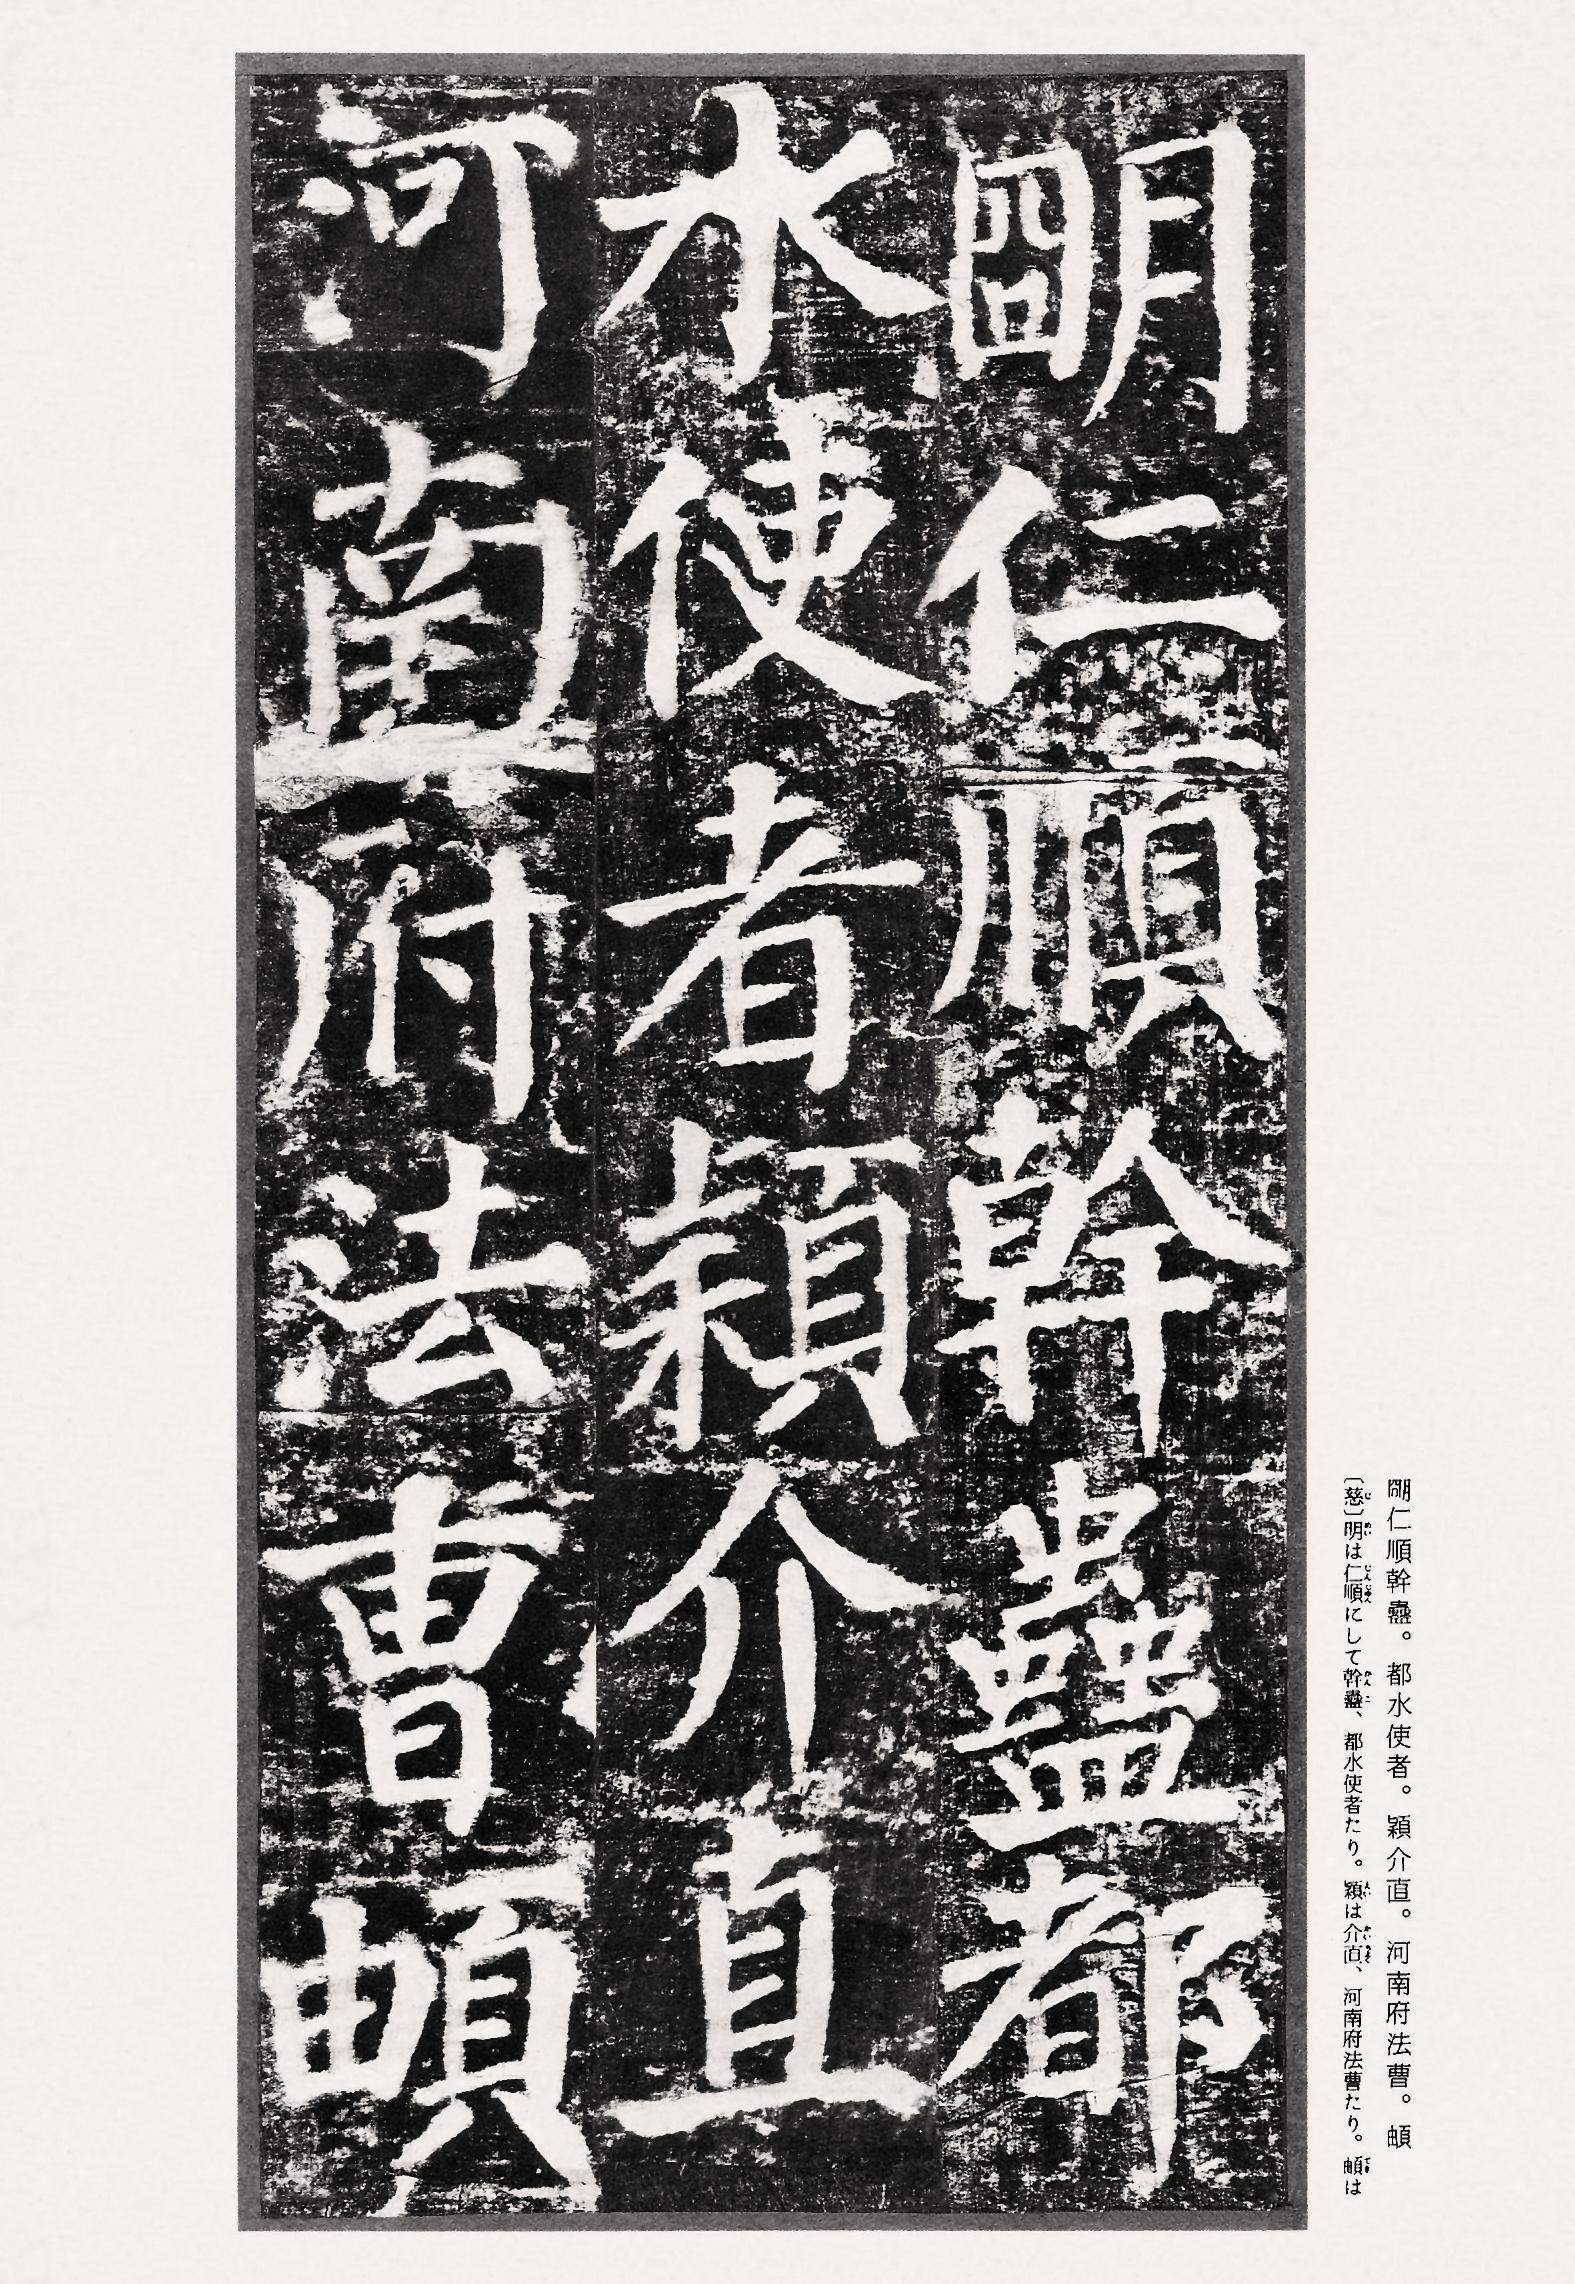 朙仁順幹蠱。都水使者。穎介直。河南府法曹。頔
〔慈〕明は仁順にして幹蠱、都水使者たり。穎は介直、河南府法曹たり。頔は
朙仁順幹蠱都
水使者穎介直
河南府法曹頔